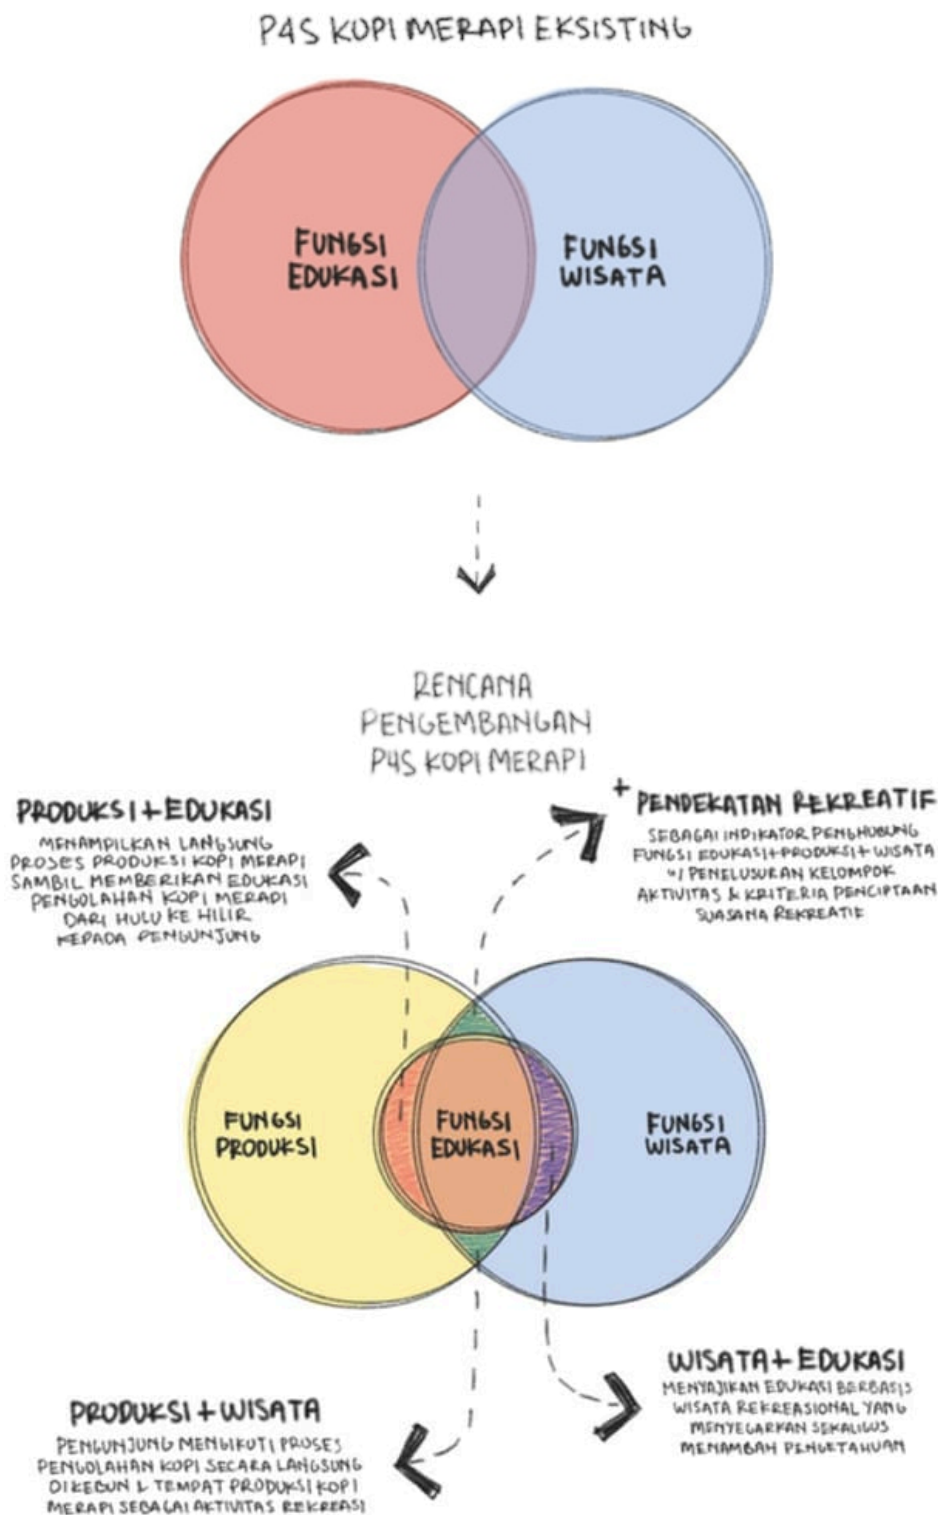 P4S KOPI MERAPI EKSISTING
FUNGSI
EDUKASI
FUNGSI
WISATA
RENCANA
PENGEMBANGAN
P4S KOPI MERAPI
PRODUKSI + EDUKASI
MENAMPILKAN LANGSUNG
PROSES PRODUKSI KOPI MERAPI
SAMBIL MEMBERIKAN EDUKASI
PENGOLAHAN KOPI MERAPI
DARI HULU KE HILIR
KEPADA PENGUNJUNG
+ PENDEKATAN REKREATIF
SEBAGAI INDIKATOR PENGHUBUNG
FUNGSI EDUKASI+PRODUKSI+WISATA
W/ PENELUSURAN KELOMPOK
AKTIVITAS & KRITERIA PENCIPTAAN
SUASANA REKREATIF
FUNGSI
PRODUKSI
FUNGSI
EDUKASI
FUNGSI
WISATA
PRODUKSI + WISATA
PENGUNJUNG MENGIKUTI PROSES
PENGOLAHAN KOPI SECARA LANGSUNG
DI KEBUN & TEMPAT PRODUKSI KOPI
MERAPI SEBAGAI AKTIVITAS REKREASI
WISATA + EDUKASI
MENYAJIKAN EDUKASI BERBASIS
WISATA REKREASIONAL YANG
MENYEGARKAN SEKALIGUS
MENAMBAH PENGETAHUAN